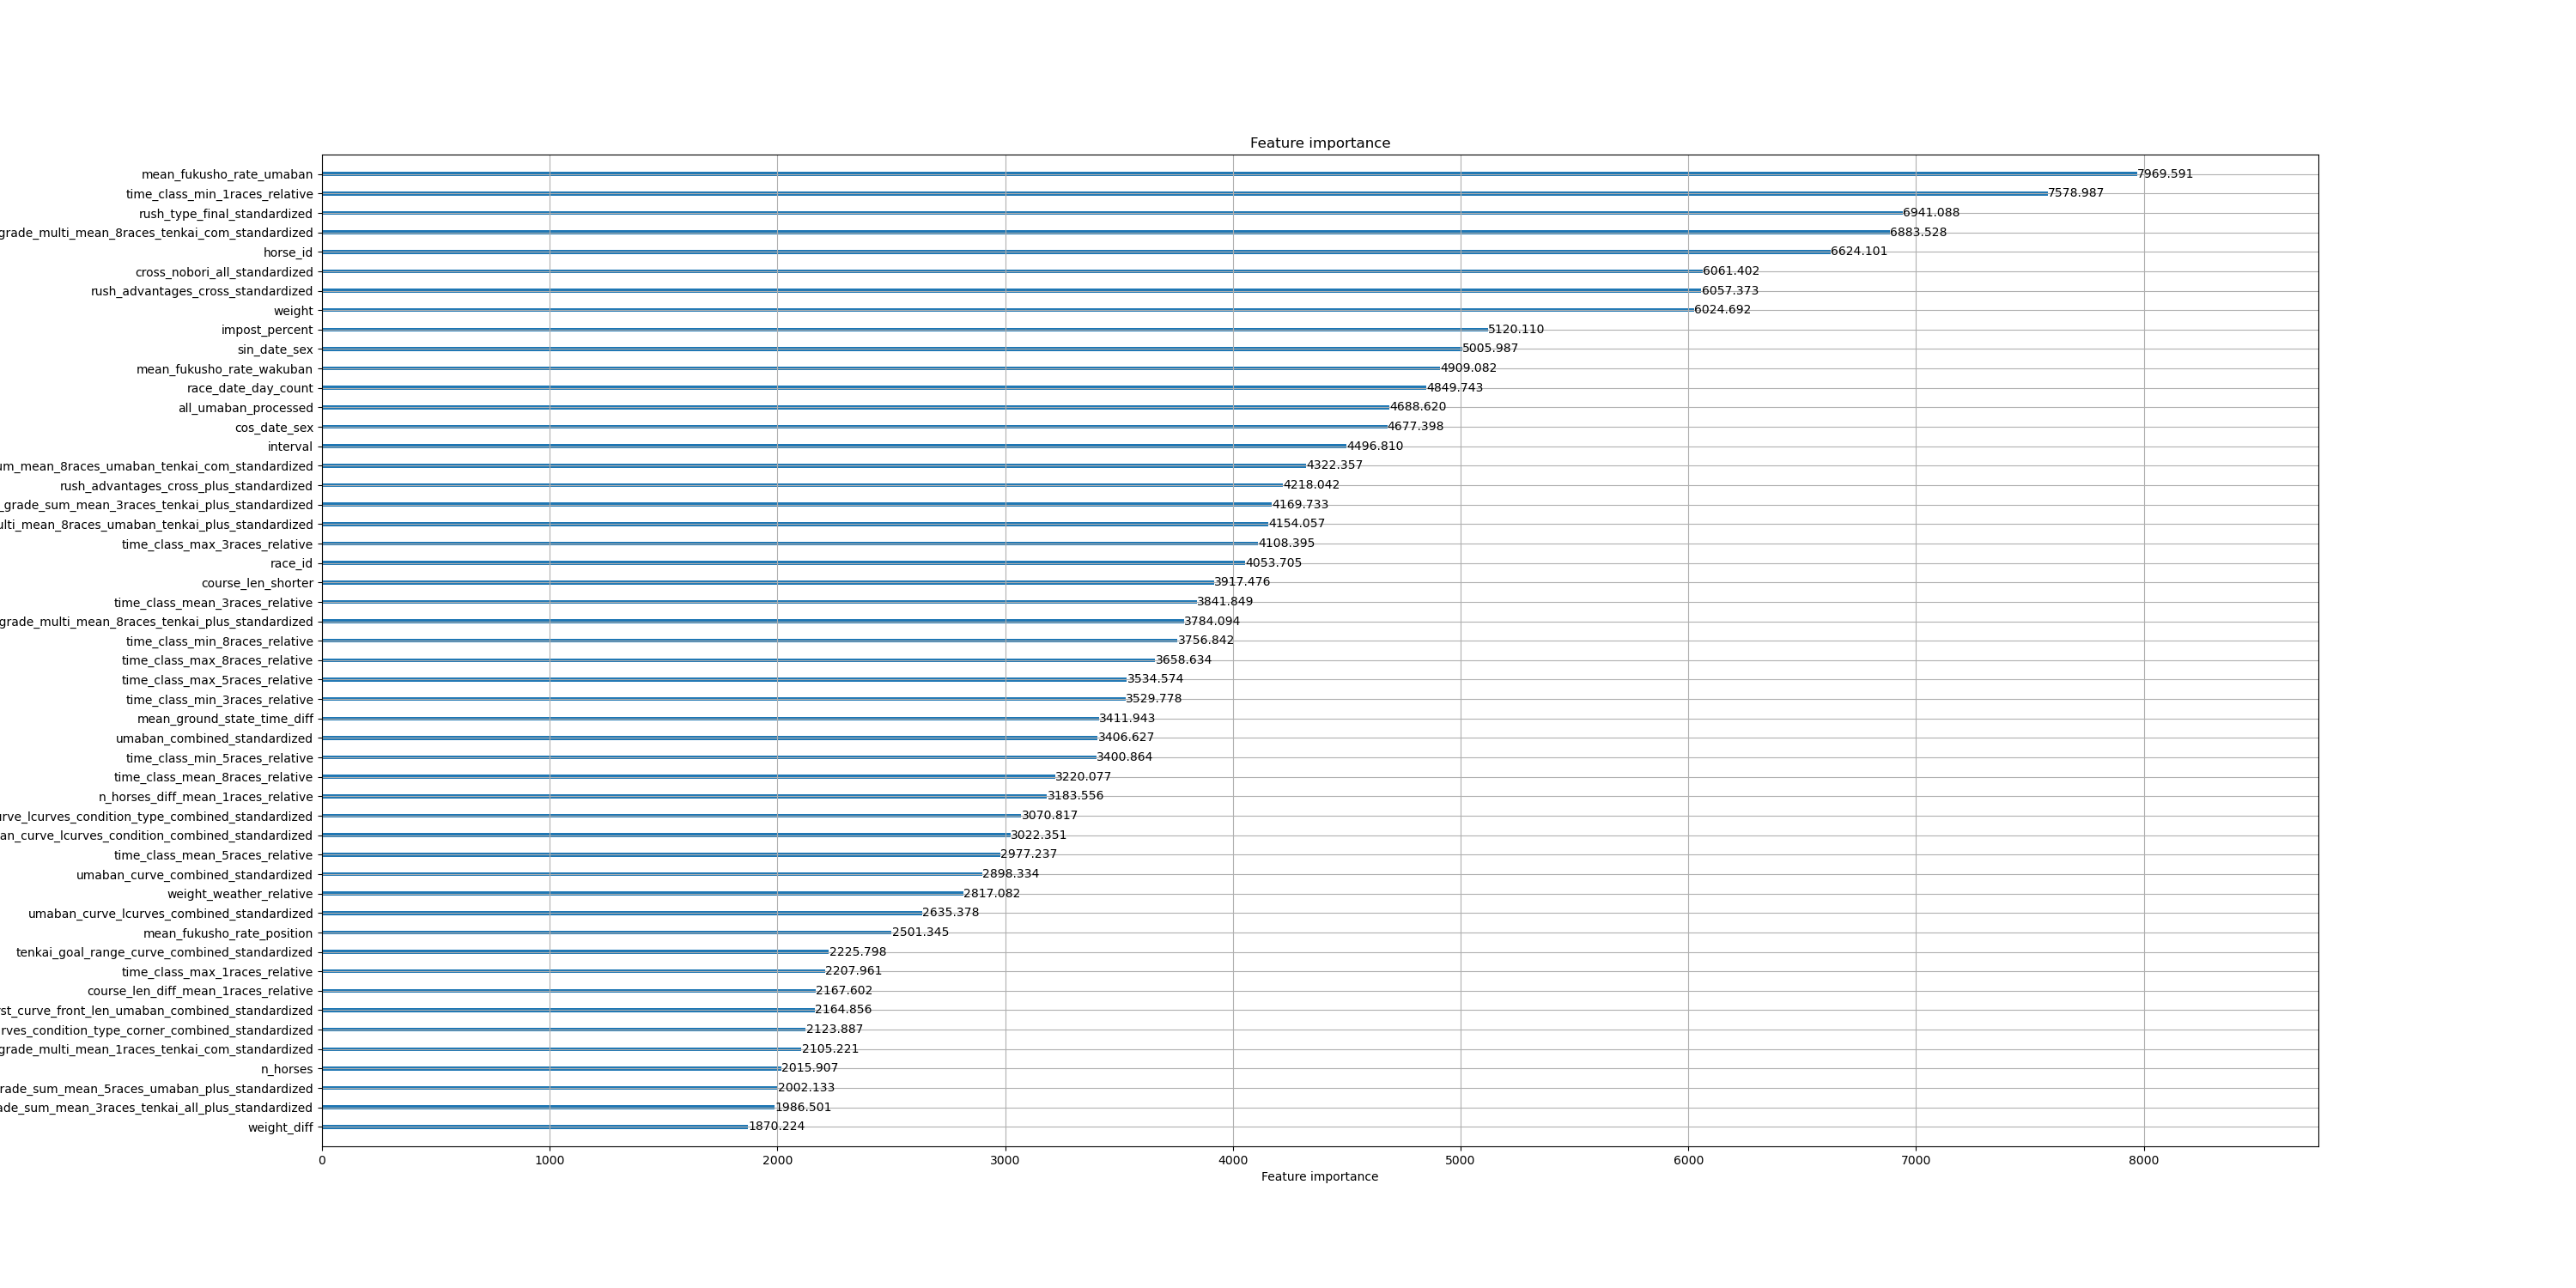 Feature importance
mean_fukusho_rate_umaban 7969.591
time_class_min_1races_relative 7578.987
rush_type_final_standardized 6941.088
grade_multi_mean_8races_tenkai_com_standardized 6883.528
horse_id 6624.101
cross_nobori_all_standardized 6061.402
rush_advantages_cross_standardized 6057.373
weight 6024.692
impost_percent 5120.110
sin_date_sex 5005.987
mean_fukusho_rate_wakuban 4909.082
race_date_day_count 4849.743
all_umaban_processed 4688.620
cos_date_sex 4677.398
interval 4496.810
um_mean_8races_umaban_tenkai_com_standardized 4322.357
rush_advantages_cross_plus_standardized 4218.042
_grade_sum_mean_3races_tenkai_plus_standardized 4169.733
ulti_mean_8races_umaban_tenkai_plus_standardized 4154.057
time_class_max_3races_relative 4108.395
race_id 4053.705
course_len_shorter 3917.476
time_class_mean_3races_relative 3841.849
grade_multi_mean_8races_tenkai_plus_standardized 3784.094
time_class_min_8races_relative 3756.842
time_class_max_8races_relative 3658.634
time_class_max_5races_relative 3534.574
time_class_min_3races_relative 3529.778
mean_ground_state_time_diff 3411.943
umaban_combined_standardized 3406.627
time_class_min_5races_relative 3400.864
time_class_mean_8races_relative 3220.077
n_horses_diff_mean_1races_relative 3183.556
urve_lcurves_condition_type_combined_standardized 3070.817
an_curve_lcurves_condition_combined_standardized 3022.351
time_class_mean_5races_relative 2977.237
umaban_curve_combined_standardized 2898.334
weight_weather_relative 2817.082
umaban_curve_lcurves_combined_standardized 2635.378
mean_fukusho_rate_position 2501.345
tenkai_goal_range_curve_combined_standardized 2225.798
time_class_max_1races_relative 2207.961
course_len_diff_mean_1races_relative 2167.602
st_curve_front_len_umaban_combined_standardized 2164.856
rves_condition_type_corner_combined_standardized 2123.887
grade_multi_mean_1races_tenkai_com_standardized 2105.221
n_horses 2015.907
rade_sum_mean_5races_umaban_plus_standardized 2002.133
ade_sum_mean_3races_tenkai_all_plus_standardized 1986.501
weight_diff 1870.224
0 1000 2000 3000 4000 5000 6000 7000 8000
Feature importance